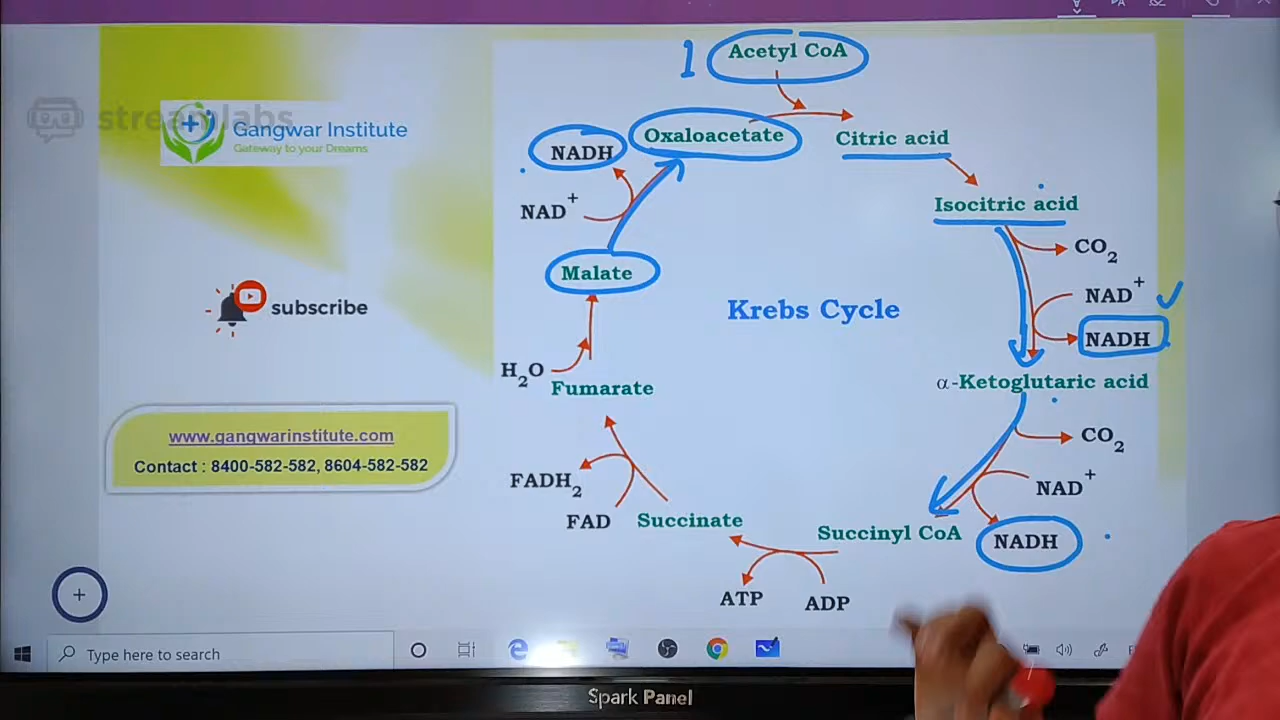 streamlabs
Gangwar Institute
Gateway to your Dreams
subscribe
www.gangwarinstitute.com
Contact : 8400-582-582, 8604-582-582
1
Acetyl CoA
Oxaloacetate
Citric acid
NADH
NAD+
Isocitric acid
CO2
NAD+
NADH
Malate
Krebs Cycle
α-Ketoglutaric acid
H2O
Fumarate
CO2
NAD+
FADH2
FAD
Succinate
Succinyl CoA
NADH
ATP
ADP
Type here to search
Spark Panel